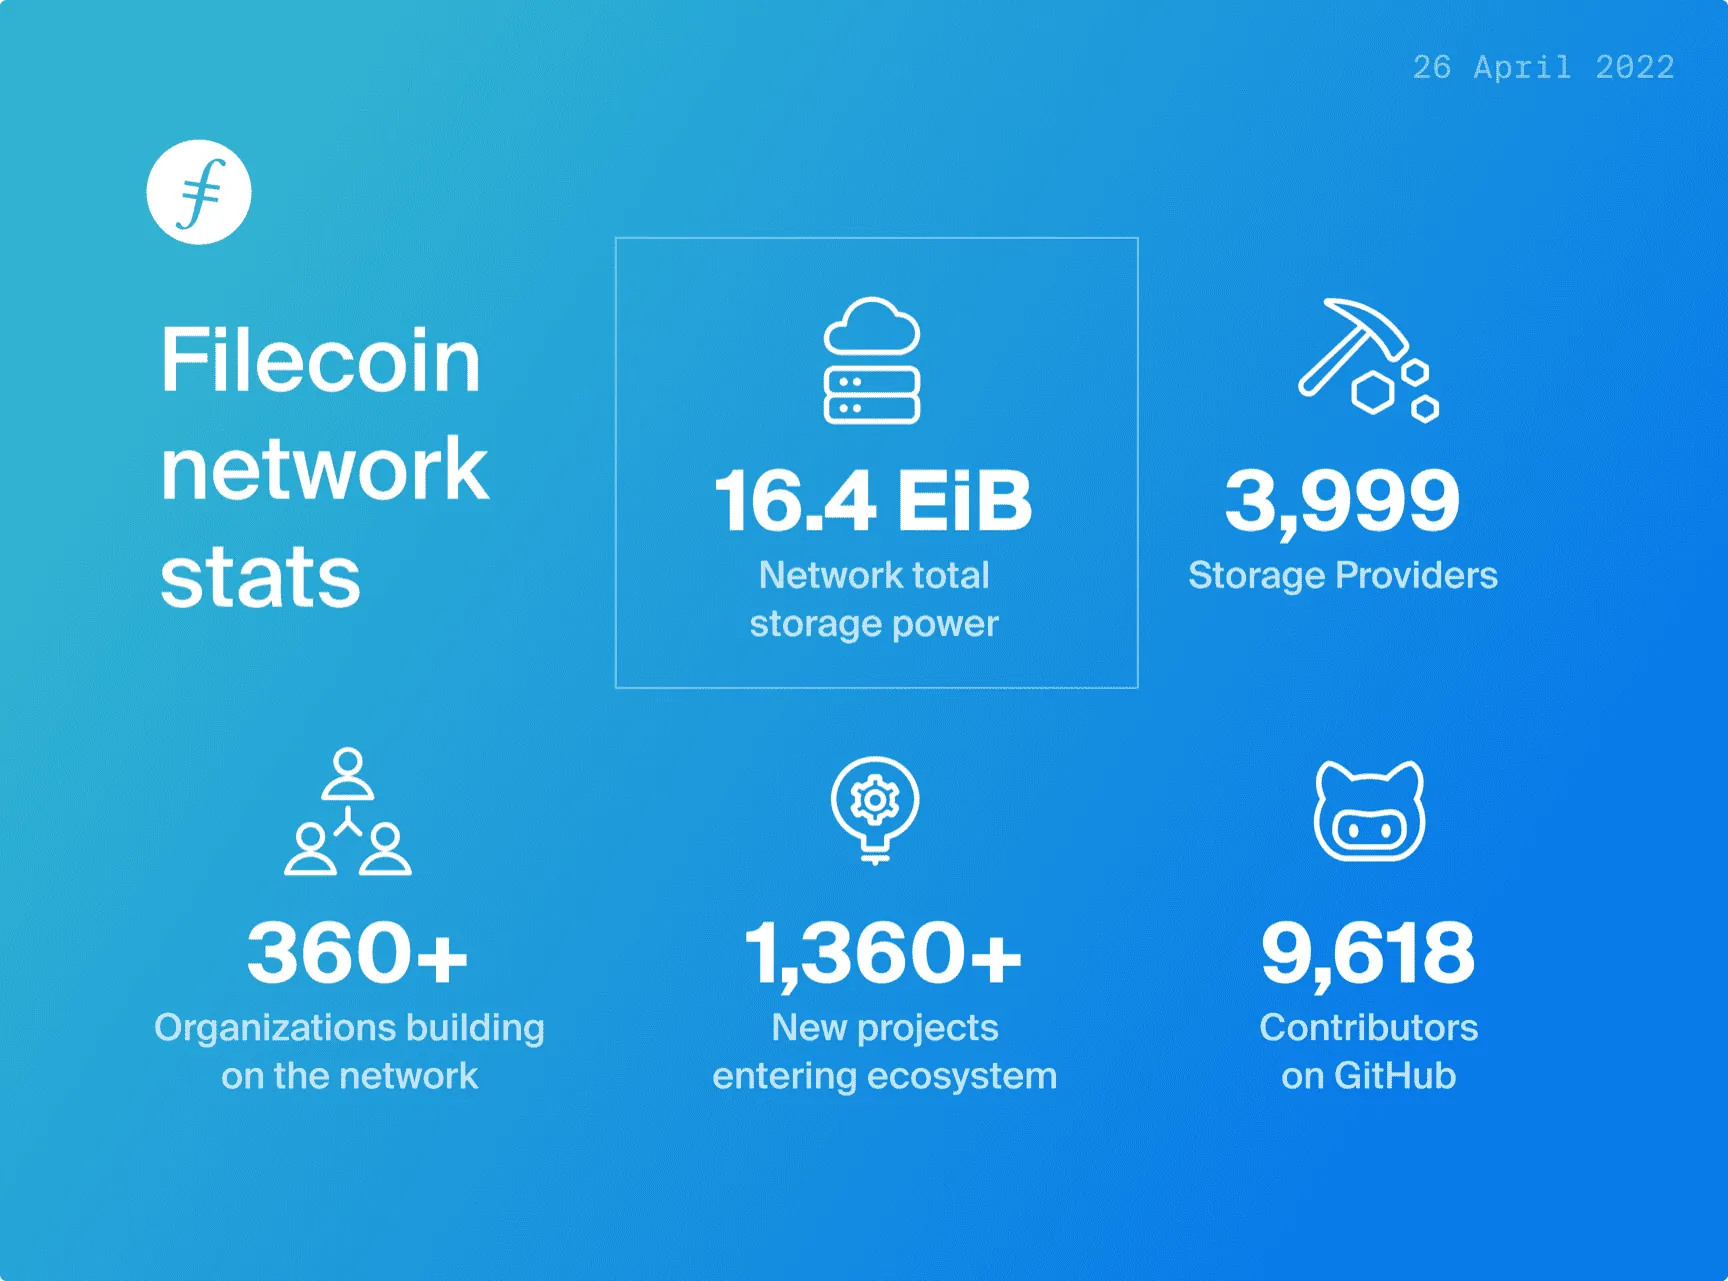 26 April 2022
Filecoin
network
stats
16.4 EiB
Network total
storage power
3,999
Storage Providers
360+
Organizations building
on the network
1,360+
New projects
entering ecosystem
9,618
Contributors
on GitHub